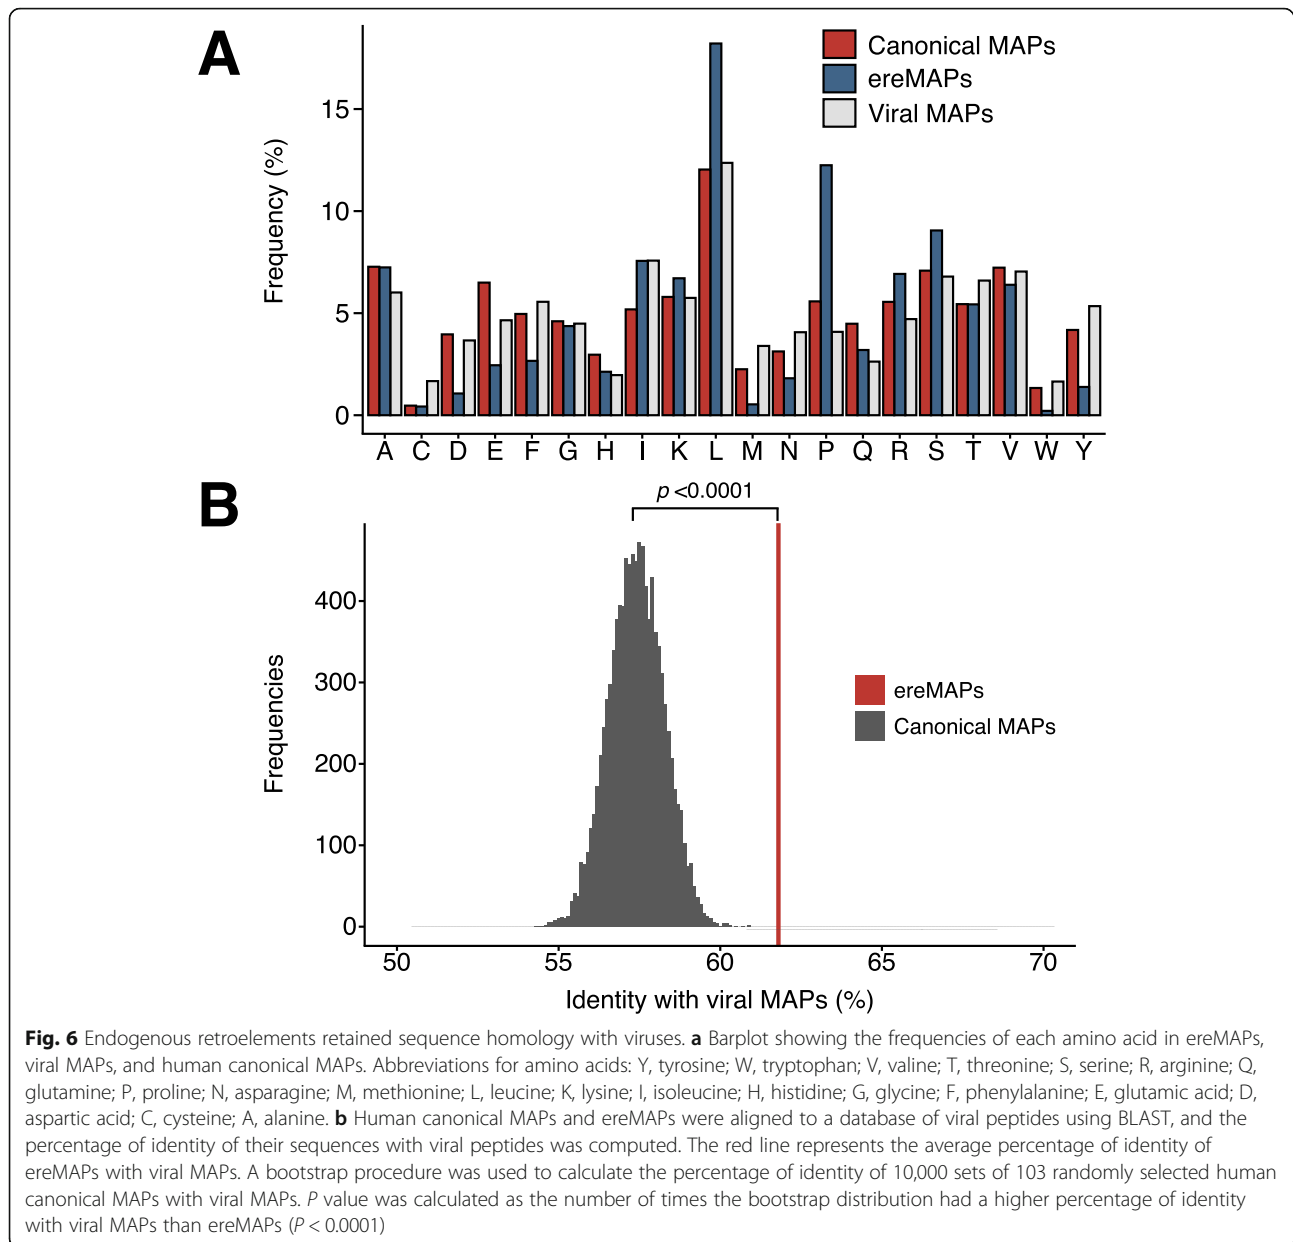 A
Canonical MAPs
ereMAPs
Viral MAPs
Frequency (%)
15
10
5
0
A C D E F G H I K L M N P Q R S T V W Y
B
p <0.0001
Frequencies
400
300
200
100
0
ereMAPs
Canonical MAPs
50 55 60 65 70
Identity with viral MAPs (%)
Fig. 6 Endogenous retroelements retained sequence homology with viruses. a Barplot showing the frequencies of each amino acid in ereMAPs,
viral MAPs, and human canonical MAPs. Abbreviations for amino acids: Y, tyrosine; W, tryptophan; V, valine; T, threonine; S, serine; R, arginine; Q,
glutamine; P, proline; N, asparagine; M, methionine; L, leucine; K, lysine; I, isoleucine; H, histidine; G, glycine; F, phenylalanine; E, glutamic acid; D,
aspartic acid; C, cysteine; A, alanine. b Human canonical MAPs and ereMAPs were aligned to a database of viral peptides using BLAST, and the
percentage of identity of their sequences with viral peptides was computed. The red line represents the average percentage of identity of
ereMAPs with viral MAPs. A bootstrap procedure was used to calculate the percentage of identity of 10,000 sets of 103 randomly selected human
canonical MAPs with viral MAPs. P value was calculated as the number of times the bootstrap distribution had a higher percentage of identity
with viral MAPs than ereMAPs (P < 0.0001)